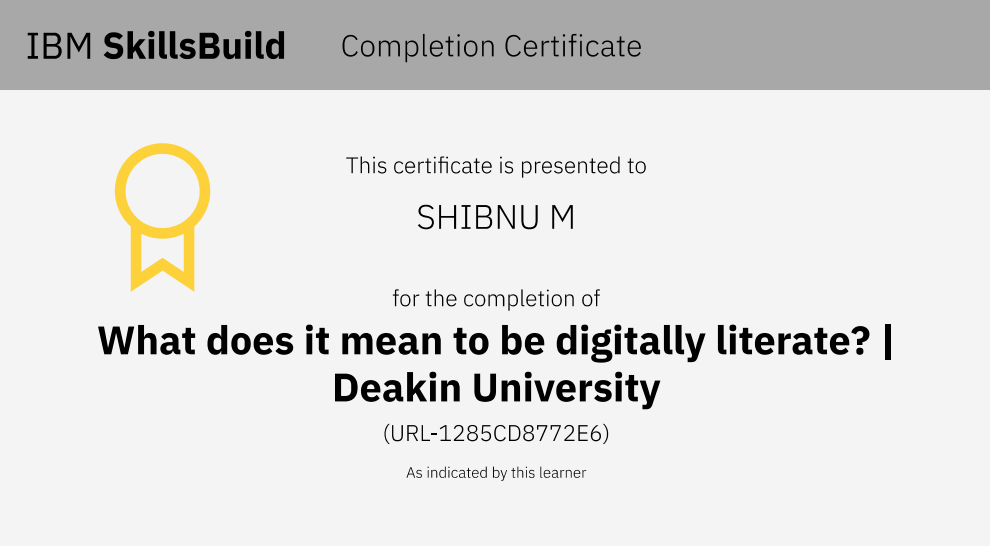 IBM SkillsBuild Completion Certificate
This certificate is presented to
SHIBNU M
for the completion of
What does it mean to be digitally literate? |
Deakin University
(URL-1285CD8772E6)
As indicated by this learner